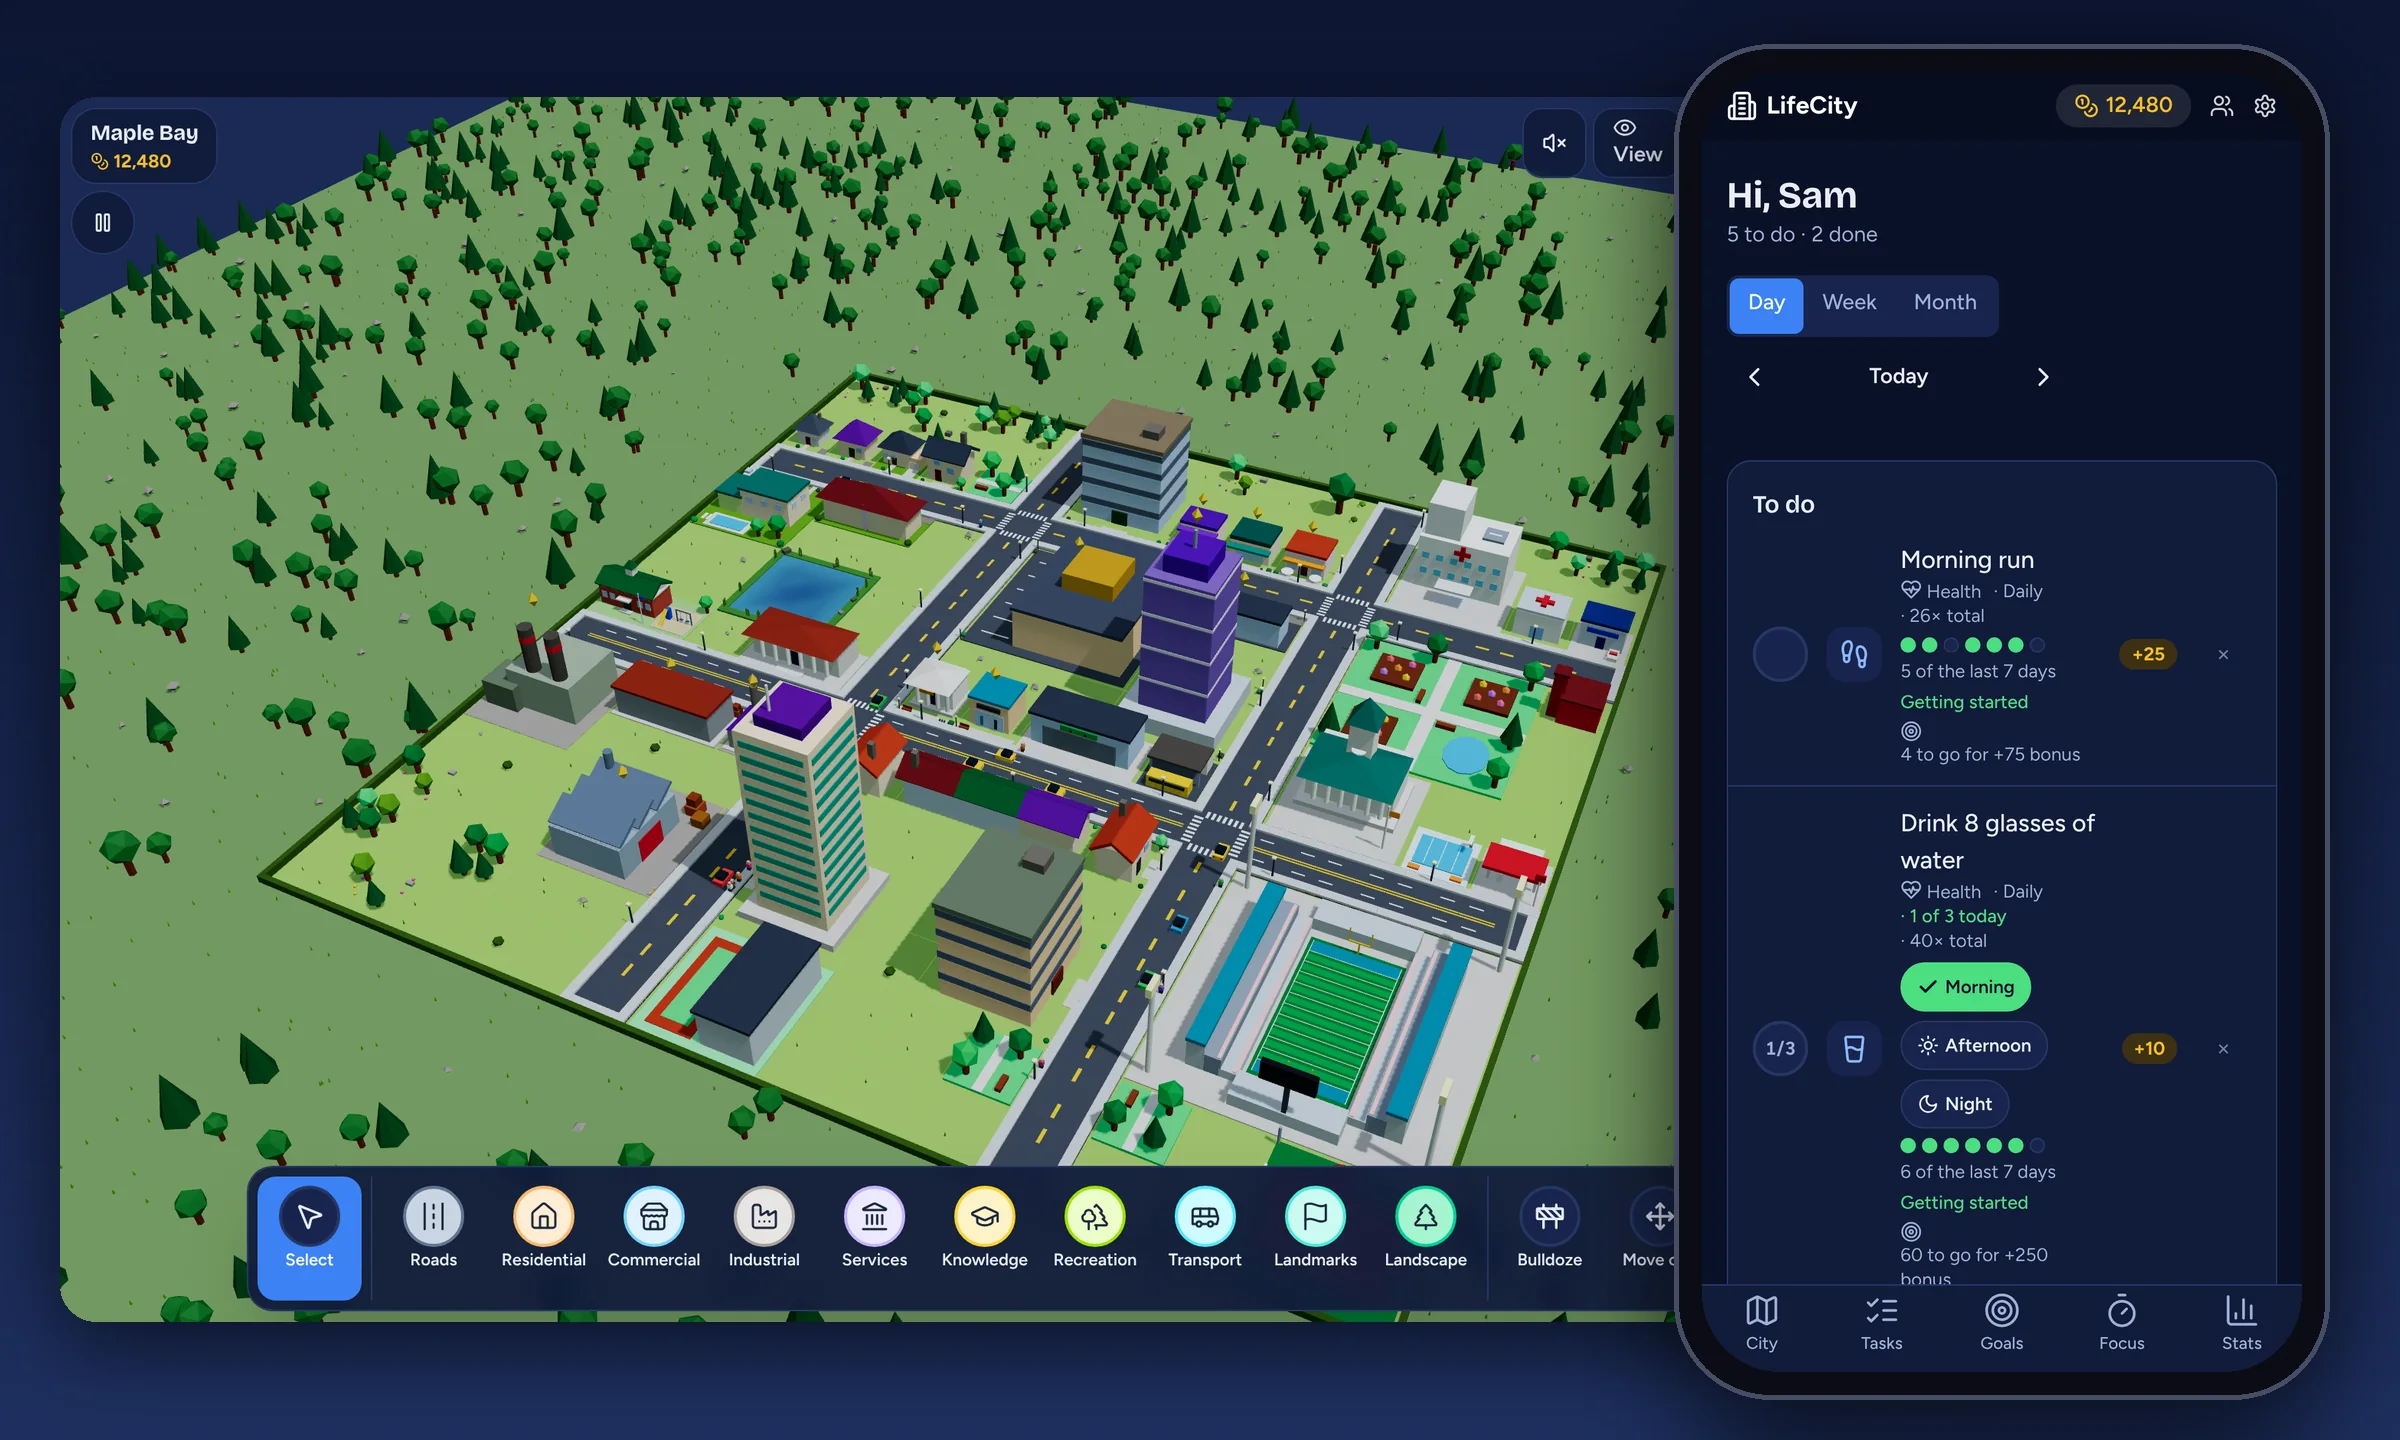 Maple Bay
12,480
View
Select
Roads
Residential
Commercial
Industrial
Services
Knowledge
Recreation
Transport
Landmarks
Landscape
Bulldoze
Move
LifeCity
12,480
Hi, Sam
5 to do · 2 done
Day
Week
Month
Today
To do
Morning run
Health · Daily
· 26× total
5 of the last 7 days
Getting started
4 to go for +75 bonus
+25
×
Drink 8 glasses of
water
Health · Daily
· 1 of 3 today
· 40× total
Morning
Afternoon
Night
1/3
+10
×
6 of the last 7 days
Getting started
60 to go for +250
bonus
City
Tasks
Goals
Focus
Stats